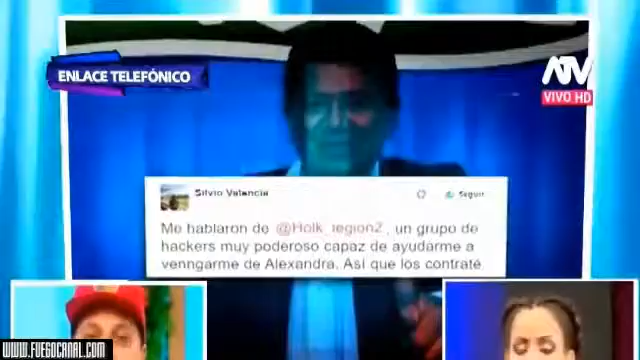 ENLACE TELEFÓNICO
ATV
VIVO HD
Silvio Valencia
Seguir
Me hablaron de @Holk_legion2, un grupo de
hackers muy poderoso capaz de ayudarme a
venngarme de Alexandra. Así que los contraté
WWW.FUEGOCANAL.COM